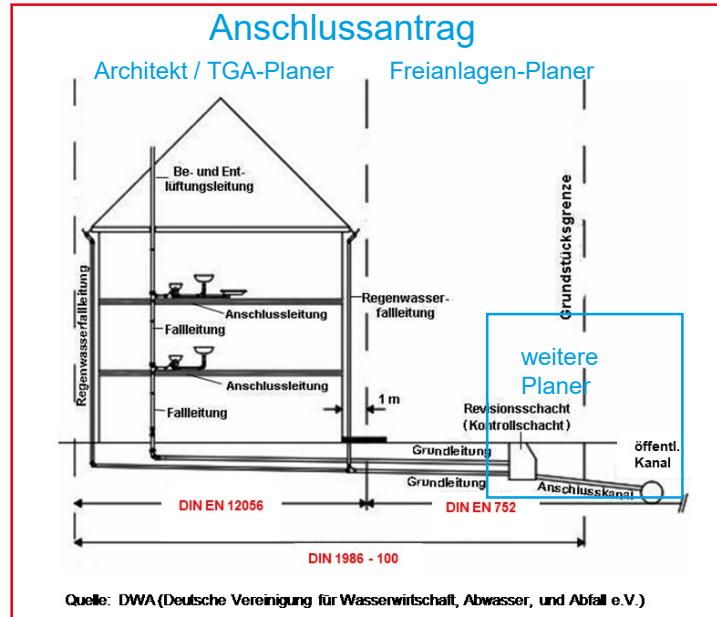 Anschlussantrag
Architekt / TGA-Planer
Freianlagen-Planer
Be- und Ent-
lüftungsleitung
Grundstücksgrenze
Regenwasserfallleitung
Anschlussleitung
Regenwasser-
fallleitung
Fallleitung
weitere
Planer
Anschlussleitung
1 m
Fallleitung
Revisionsschacht
(Kontrollschacht)
öffentl.
Kanal
Grundleitung
Grundleitung
Anschlusskanal
DIN EN 12056
DIN EN 752
DIN 1986 - 100
Quelle: DWA (Deutsche Vereinigung für Wasserwirtschaft, Abwasser, und Abfall e.V.)